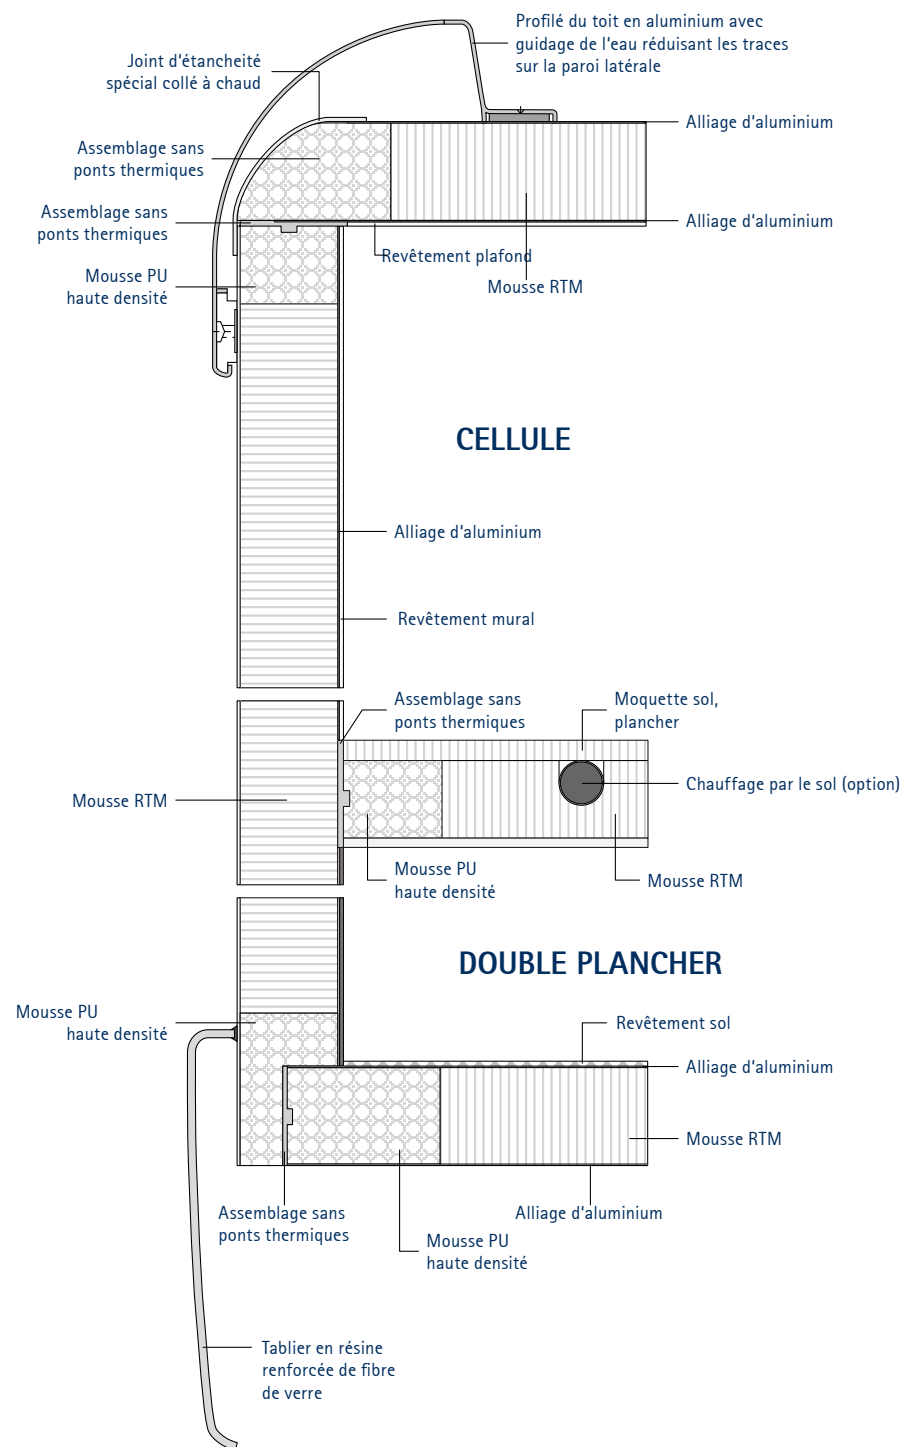 Profilé du toit en aluminium avec
guidage de l'eau réduisant les traces
sur la paroi latérale
Joint d'étancheité
spécial collé à chaud
Alliage d'aluminium
Assemblage sans
ponts thermiques
Assemblage sans
ponts thermiques
Alliage d'aluminium
Revêtement plafond
Mousse PU
haute densité
Mousse RTM
CELLULE
Alliage d'aluminium
Revêtement mural
Assemblage sans
ponts thermiques
Moquette sol,
plancher
Chauffage par le sol (option)
Mousse RTM
Mousse PU
haute densité
Mousse RTM
DOUBLE PLANCHER
Mousse PU
haute densité
Revêtement sol
Alliage d'aluminium
Mousse RTM
Assemblage sans
ponts thermiques
Alliage d'aluminium
Mousse PU
haute densité
Tablier en résine
renforcée de fibre
de verre